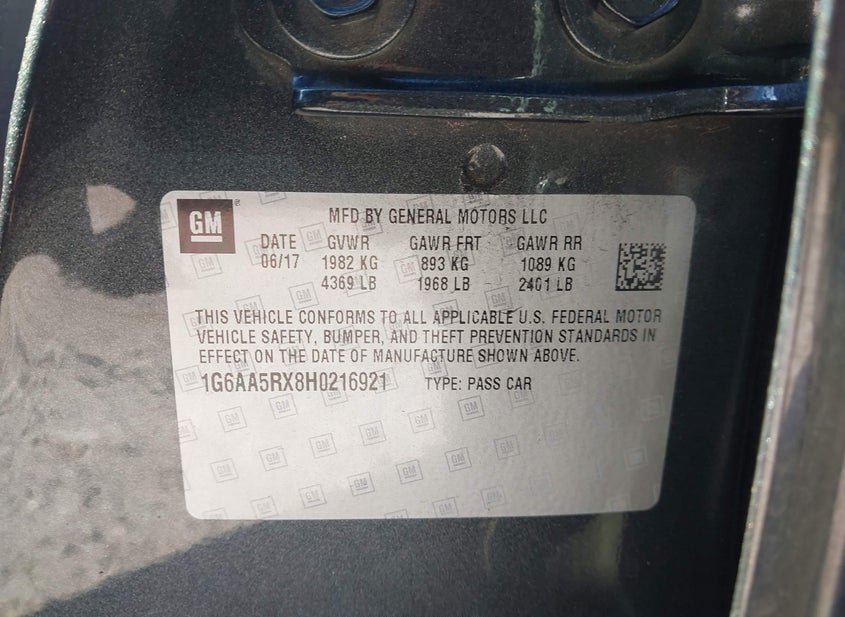 GM ® MFD BY GENERAL MOTORS LLC
DATE GVWR GAWR FRT GAWR RR
06/17 1982 KG 893 KG 1089 KG
4369 LB 1968 LB 2401 LB
THIS VEHICLE CONFORMS TO ALL APPLICABLE U.S. FEDERAL MOTOR
VEHICLE SAFETY, BUMPER, AND THEFT PREVENTION STANDARDS IN
EFFECT ON THE DATE OF MANUFACTURE SHOWN ABOVE.
1G6AA5RX8H0216921 TYPE: PASS CAR